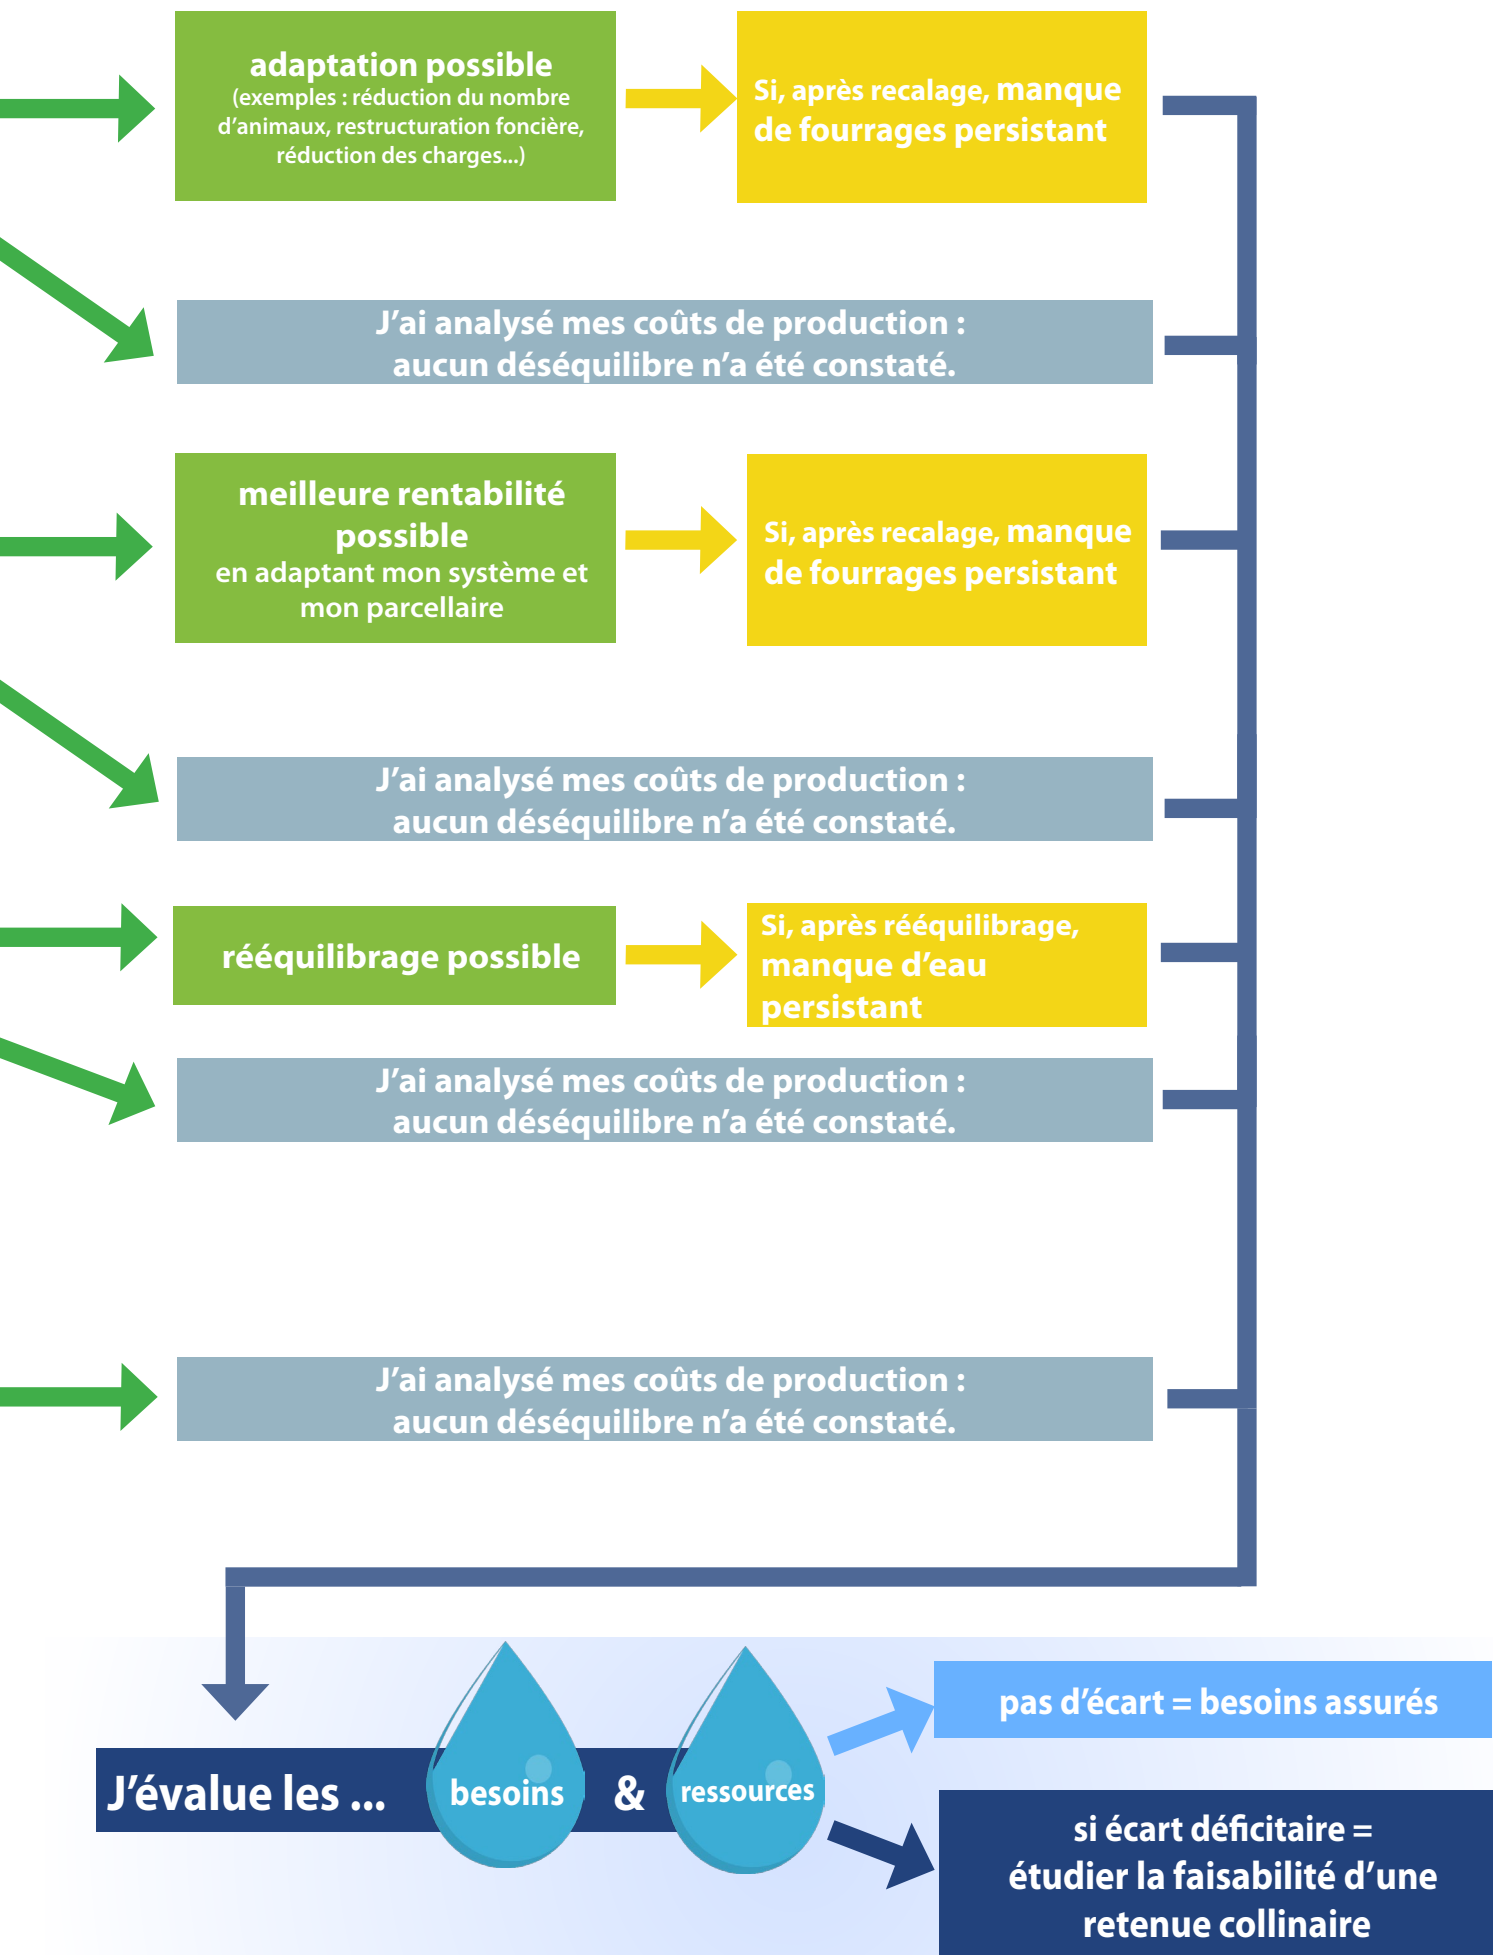 adaptation possible
(exemples : réduction du nombre
d’animaux, restructuration foncière,
réduction des charges...)
Si, après recalage, manque
de fourrages persistant
J’ai analysé mes coûts de production :
aucun déséquilibre n’a été constaté.
meilleure rentabilité
possible
en adaptant mon système et
mon parcellaire
Si, après recalage, manque
de fourrages persistant
J’ai analysé mes coûts de production :
aucun déséquilibre n’a été constaté.
rééquilibrage possible
Si, après rééquilibrage,
manque d’eau
persistant
J’ai analysé mes coûts de production :
aucun déséquilibre n’a été constaté.
J’ai analysé mes coûts de production :
aucun déséquilibre n’a été constaté.
J’évalue les ... besoins & ressources
pas d’écart = besoins assurés
si écart déficitaire =
étudier la faisabilité d’une
retenue collinaire